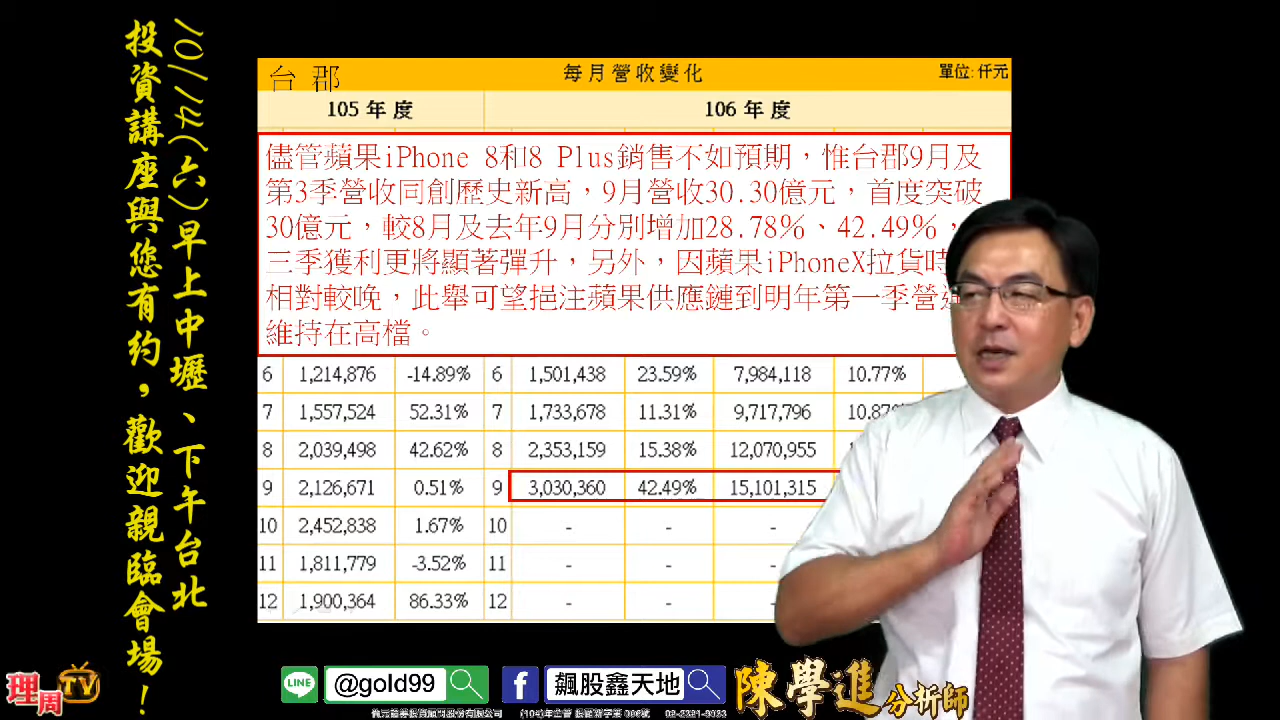 10/14(六)早上中壢、下午台北
投資講座與您有約，歡迎親臨會場！
台郡 每月營收變化 單位:仟元
105年度 106年度
儘管蘋果iPhone 8和8 Plus銷售不如預期，惟台郡9月及
第3季營收同創歷史新高，9月營收30.30億元，首度突破
30億元，較8月及去年9月分別增加28.78%、42.49%，
三季獲利更將顯著彈升，另外，因蘋果iPhoneX拉貨時
相對較晚，此舉可望挹注蘋果供應鏈到明年第一季營運
維持在高檔。
6 1,214,876 -14.89% 6 1,501,438 23.59% 7,984,118 10.77%
7 1,557,524 52.31% 7 1,733,678 11.31% 9,717,796 10.87%
8 2,039,498 42.62% 8 2,353,159 15.38% 12,070,955
9 2,126,671 0.51% 9 3,030,360 42.49% 15,101,315
10 2,452,838 1.67% 10 - - -
11 1,811,779 -3.52% 11 - - -
12 1,900,364 86.33% 12 - - -
理周TV
LINE @gold99 f 飆股鑫天地 陳學進分析師